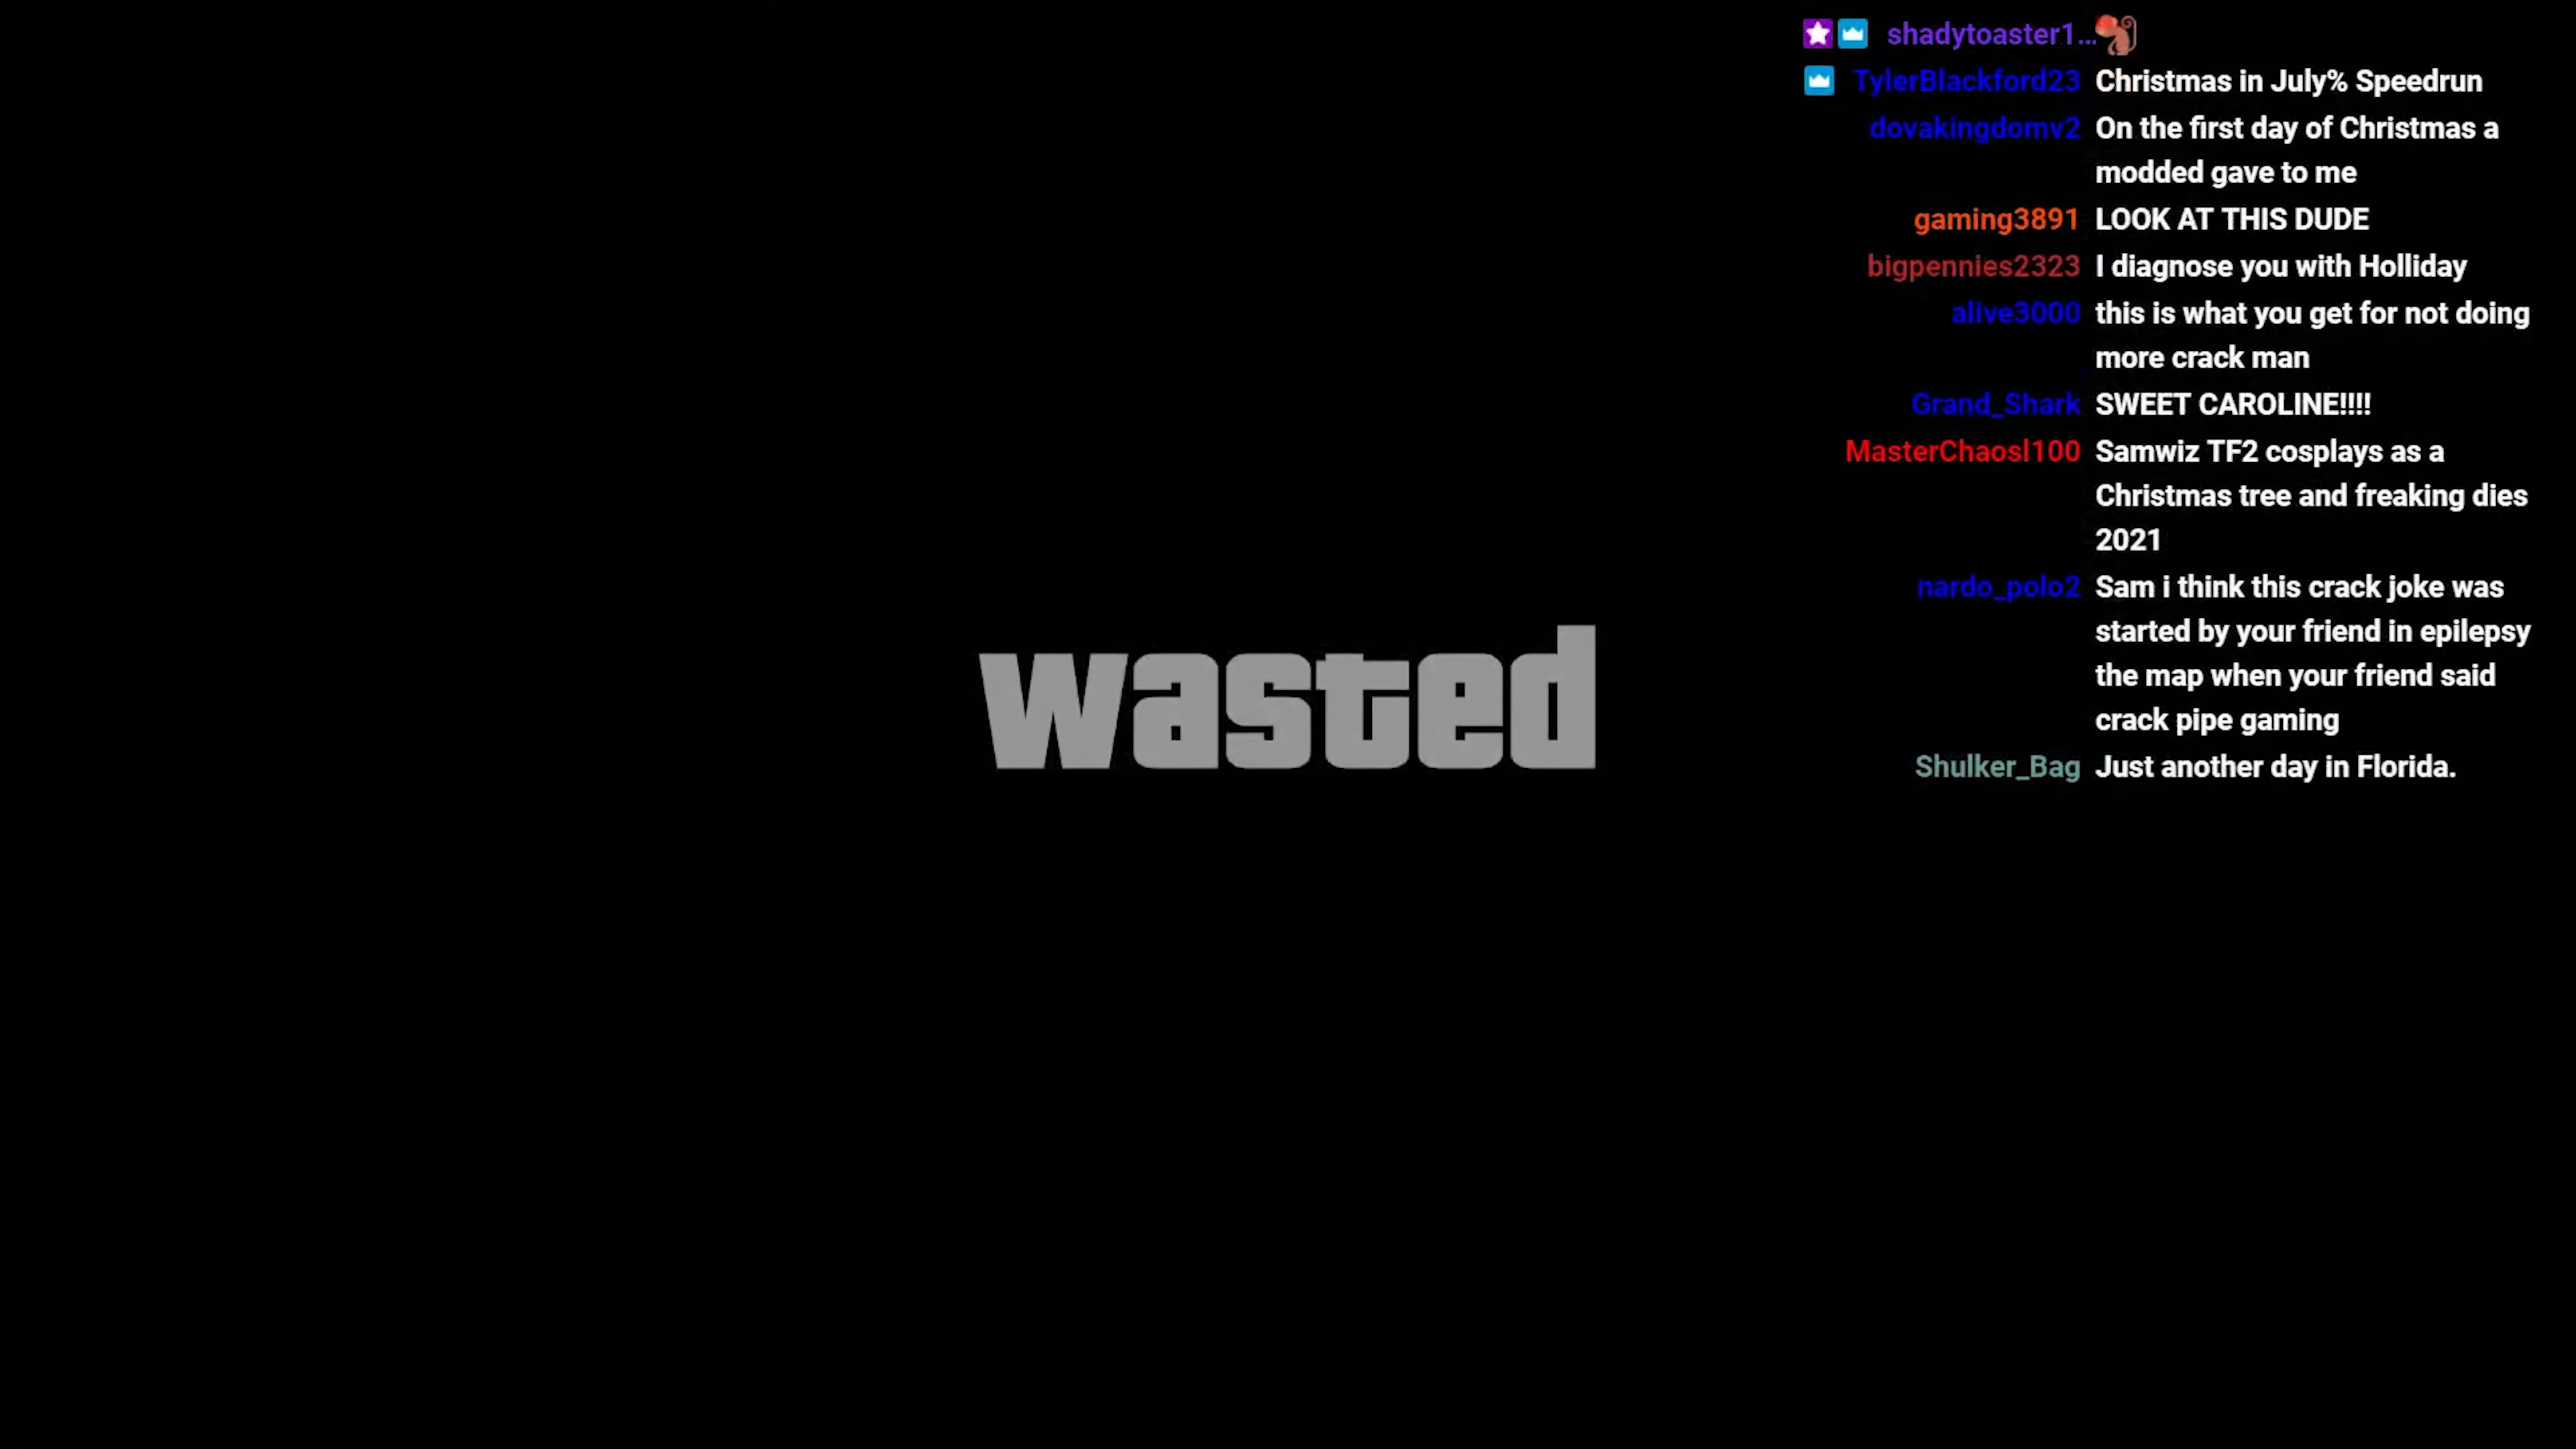 shadytoaster1...
TylerBlackford23 Christmas in July% Speedrun
dovakingdomv2 On the first day of Christmas a
modded gave to me
gaming3891 LOOK AT THIS DUDE
bigpennies2323 I diagnose you with Holliday
alive3000 this is what you get for not doing
more crack man
Grand_Shark SWEET CAROLINE!!!!
MasterChaosl100 Samwiz TF2 cosplays as a
Christmas tree and freaking dies
2021
nardo_polo2 Sam i think this crack joke was
started by your friend in epilepsy
the map when your friend said
crack pipe gaming
Shulker_Bag Just another day in Florida.
wasted